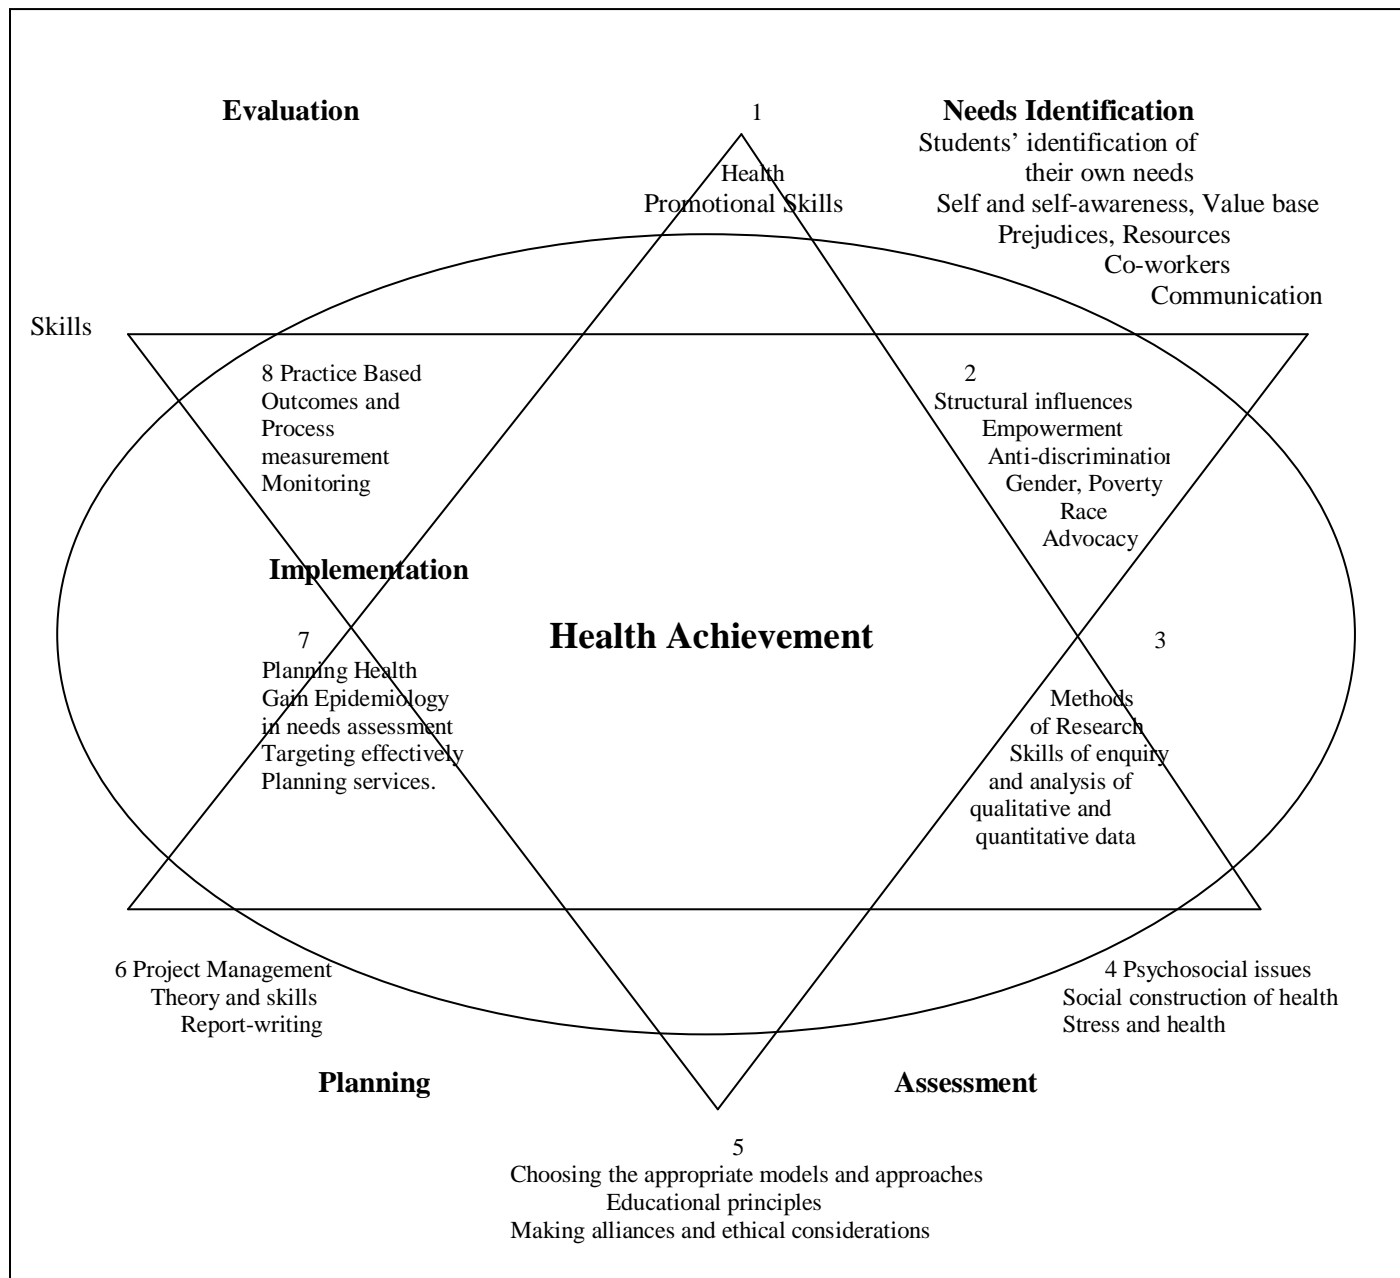 Evaluation
1
Needs Identification
Students’ identification of
their own needs
Self and self-awareness, Value base
Prejudices, Resources
Co-workers
Communication
Health
Promotional Skills
Skills
8 Practice Based
Outcomes and
Process
measurement
Monitoring
2
Structural influences
Empowerment
Anti-discrimination
Gender, Poverty
Race
Advocacy
Implementation
Health Achievement
7
Planning Health
Gain Epidemiology
in needs assessment
Targeting effectively
Planning services.
3
Methods
of Research
Skills of enquiry
and analysis of
qualitative and
quantitative data
6 Project Management
Theory and skills
Report-writing
4 Psychosocial issues
Social construction of health
Stress and health
Planning
Assessment
5
Choosing the appropriate models and approaches
Educational principles
Making alliances and ethical considerations